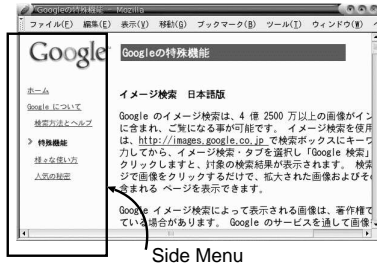 Googleの特殊機能 - Mozilla
ファイル(F) 編集(E) 表示(V) 移動(G) ブックマーク(B) ツール(T) ウィンドウ(W)
Google
Googleの特殊機能
ホーム
Google について
検索方法とヘルプ
> 特殊機能
様々な使い方
人気の秘密
イメージ検索 日本語版
Google のイメージ検索は、4 億 2500 万以上の画像がイン
に含まれ、ご覧になる事が可能です。 イメージ検索を使用
は、http://images.google.co.jp で検索ボックスにキーワ
力してから、イメージ・タブを選択し「Google 検索」
クリックしますと、対象の検索結果が表示されます。 検索
ジで画像をクリックするだけで、拡大された画像およびそ
含まれる ページを表示できます。
Google イメージ検索によって表示される画像は、著作権で
ている場合があります。 Google のサービスを通して画像
Side Menu